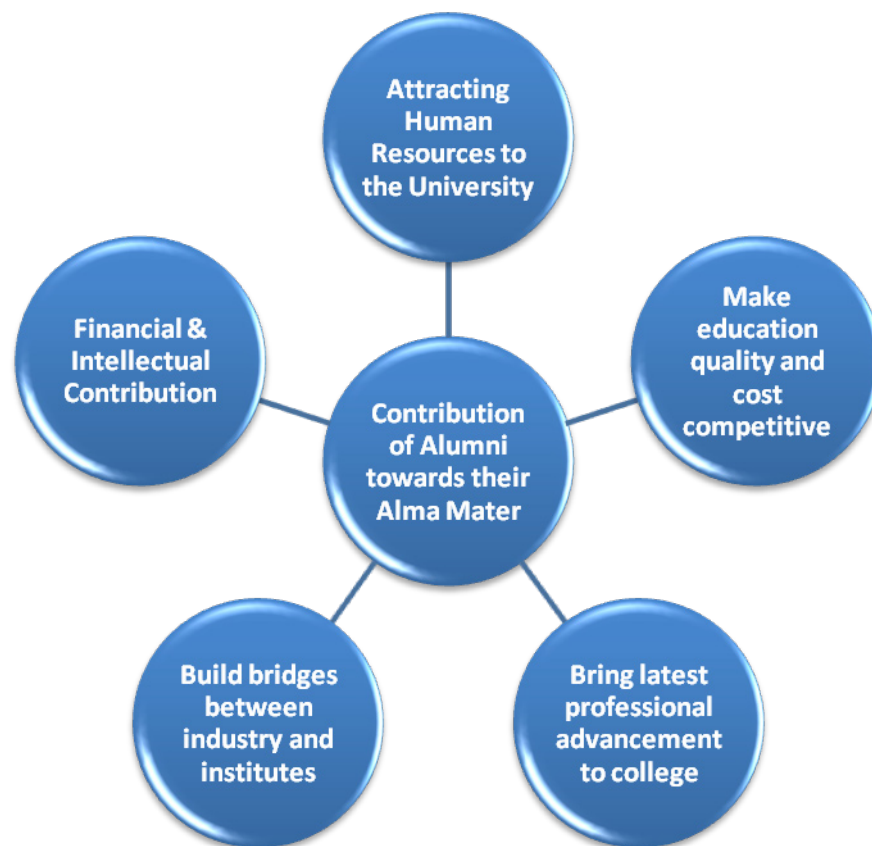 Attracting
Human
Resources to
the University
Make
education
quality and
cost
competitive
Financial &
Intellectual
Contribution
Contribution
of Alumni
towards their
Alma Mater
Build bridges
between
industry and
institutes
Bring latest
professional
advancement
to college